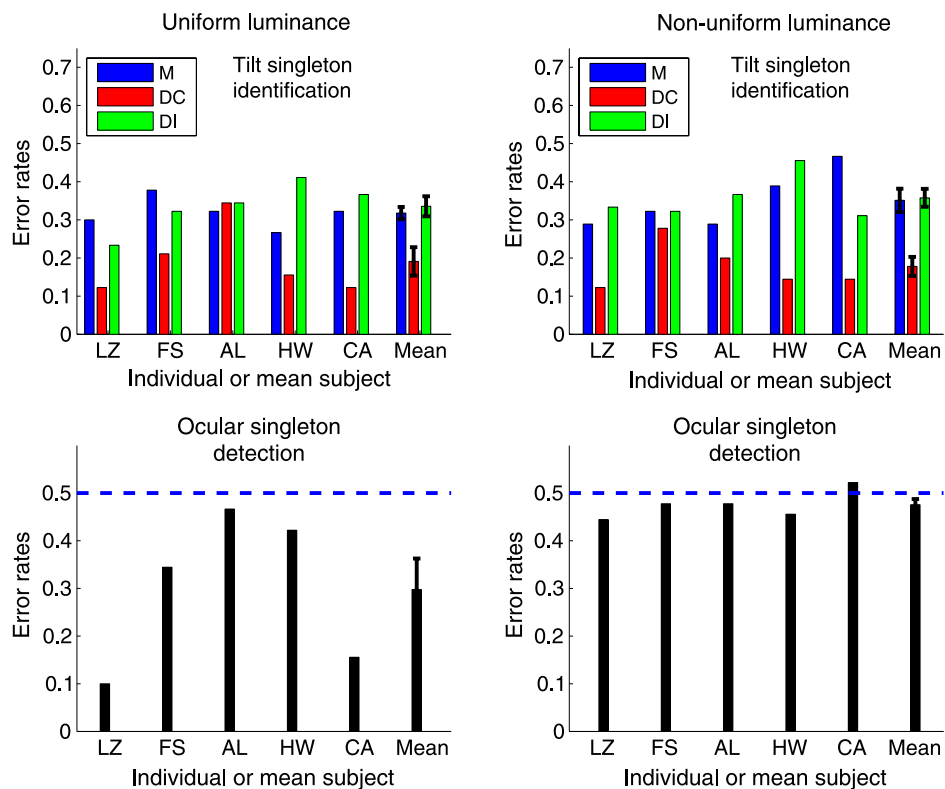 Uniform luminance
Tilt singleton
identification
M
DC
DI
0.7
0.6
0.5
0.4
0.3
0.2
0.1
0
Error rates
LZ FS AL HW CA Mean
Individual or mean subject
Non-uniform luminance
Tilt singleton
identification
M
DC
DI
0.7
0.6
0.5
0.4
0.3
0.2
0.1
0
Error rates
LZ FS AL HW CA Mean
Individual or mean subject
Ocular singleton
detection
0.5
0.4
0.3
0.2
0.1
0
Error rates
LZ FS AL HW CA Mean
Individual or mean subject
Ocular singleton
detection
0.5
0.4
0.3
0.2
0.1
0
Error rates
LZ FS AL HW CA Mean
Individual or mean subject